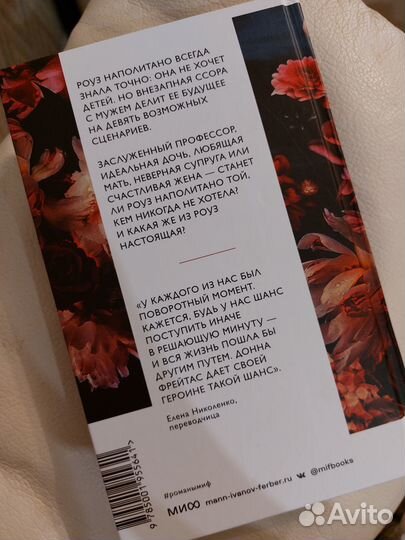 РОУЗ НАПОЛИТАНО ВСЕГДА
ЗНАЛА ТОЧНО: ОНА НЕ ХОЧЕТ
ДЕТЕЙ. НО ВНЕЗАПНАЯ ССОРА
С МУЖЕМ ДЕЛИТ ЕЕ БУДУЩЕЕ
НА ДЕВЯТЬ ВОЗМОЖНЫХ
СЦЕНАРИЕВ.
ЗАСЛУЖЕННЫЙ ПРОФЕССОР,
ИДЕАЛЬНАЯ ДОЧЬ, ЛЮБЯЩАЯ
МАТЬ, НЕВЕРНАЯ СУПРУГА ИЛИ
СЧАСТЛИВАЯ ЖЕНА — СТАНЕТ
ЛИ РОУЗ НАПОЛИТАНО ТОЙ,
КЕМ НИКОГДА НЕ ХОТЕЛА?
И КАКАЯ ЖЕ ИЗ РОУЗ
НАСТОЯЩАЯ?
«У КАЖДОГО ИЗ НАС БЫЛ
ПОВОРОТНЫЙ МОМЕНТ.
КАЖЕТСЯ, БУДЬ У НАС ШАНС
ПОСТУПИТЬ ИНАЧЕ
В РЕШАЮЩУЮ МИНУТУ —
И ВСЯ ЖИЗНЬ ПОШЛА БЫ
ДРУГИМ ПУТЕМ. ДОННА
ФРЕЙТАС ДАЕТ СВОЕЙ
ГЕРОИНЕ ТАКОЙ ШАНС».
Елена Николенко,
переводчица
9 785001 955641 >
#романымиф
МИФ mann-ivanov-ferber.ru @mifbooks
Avito